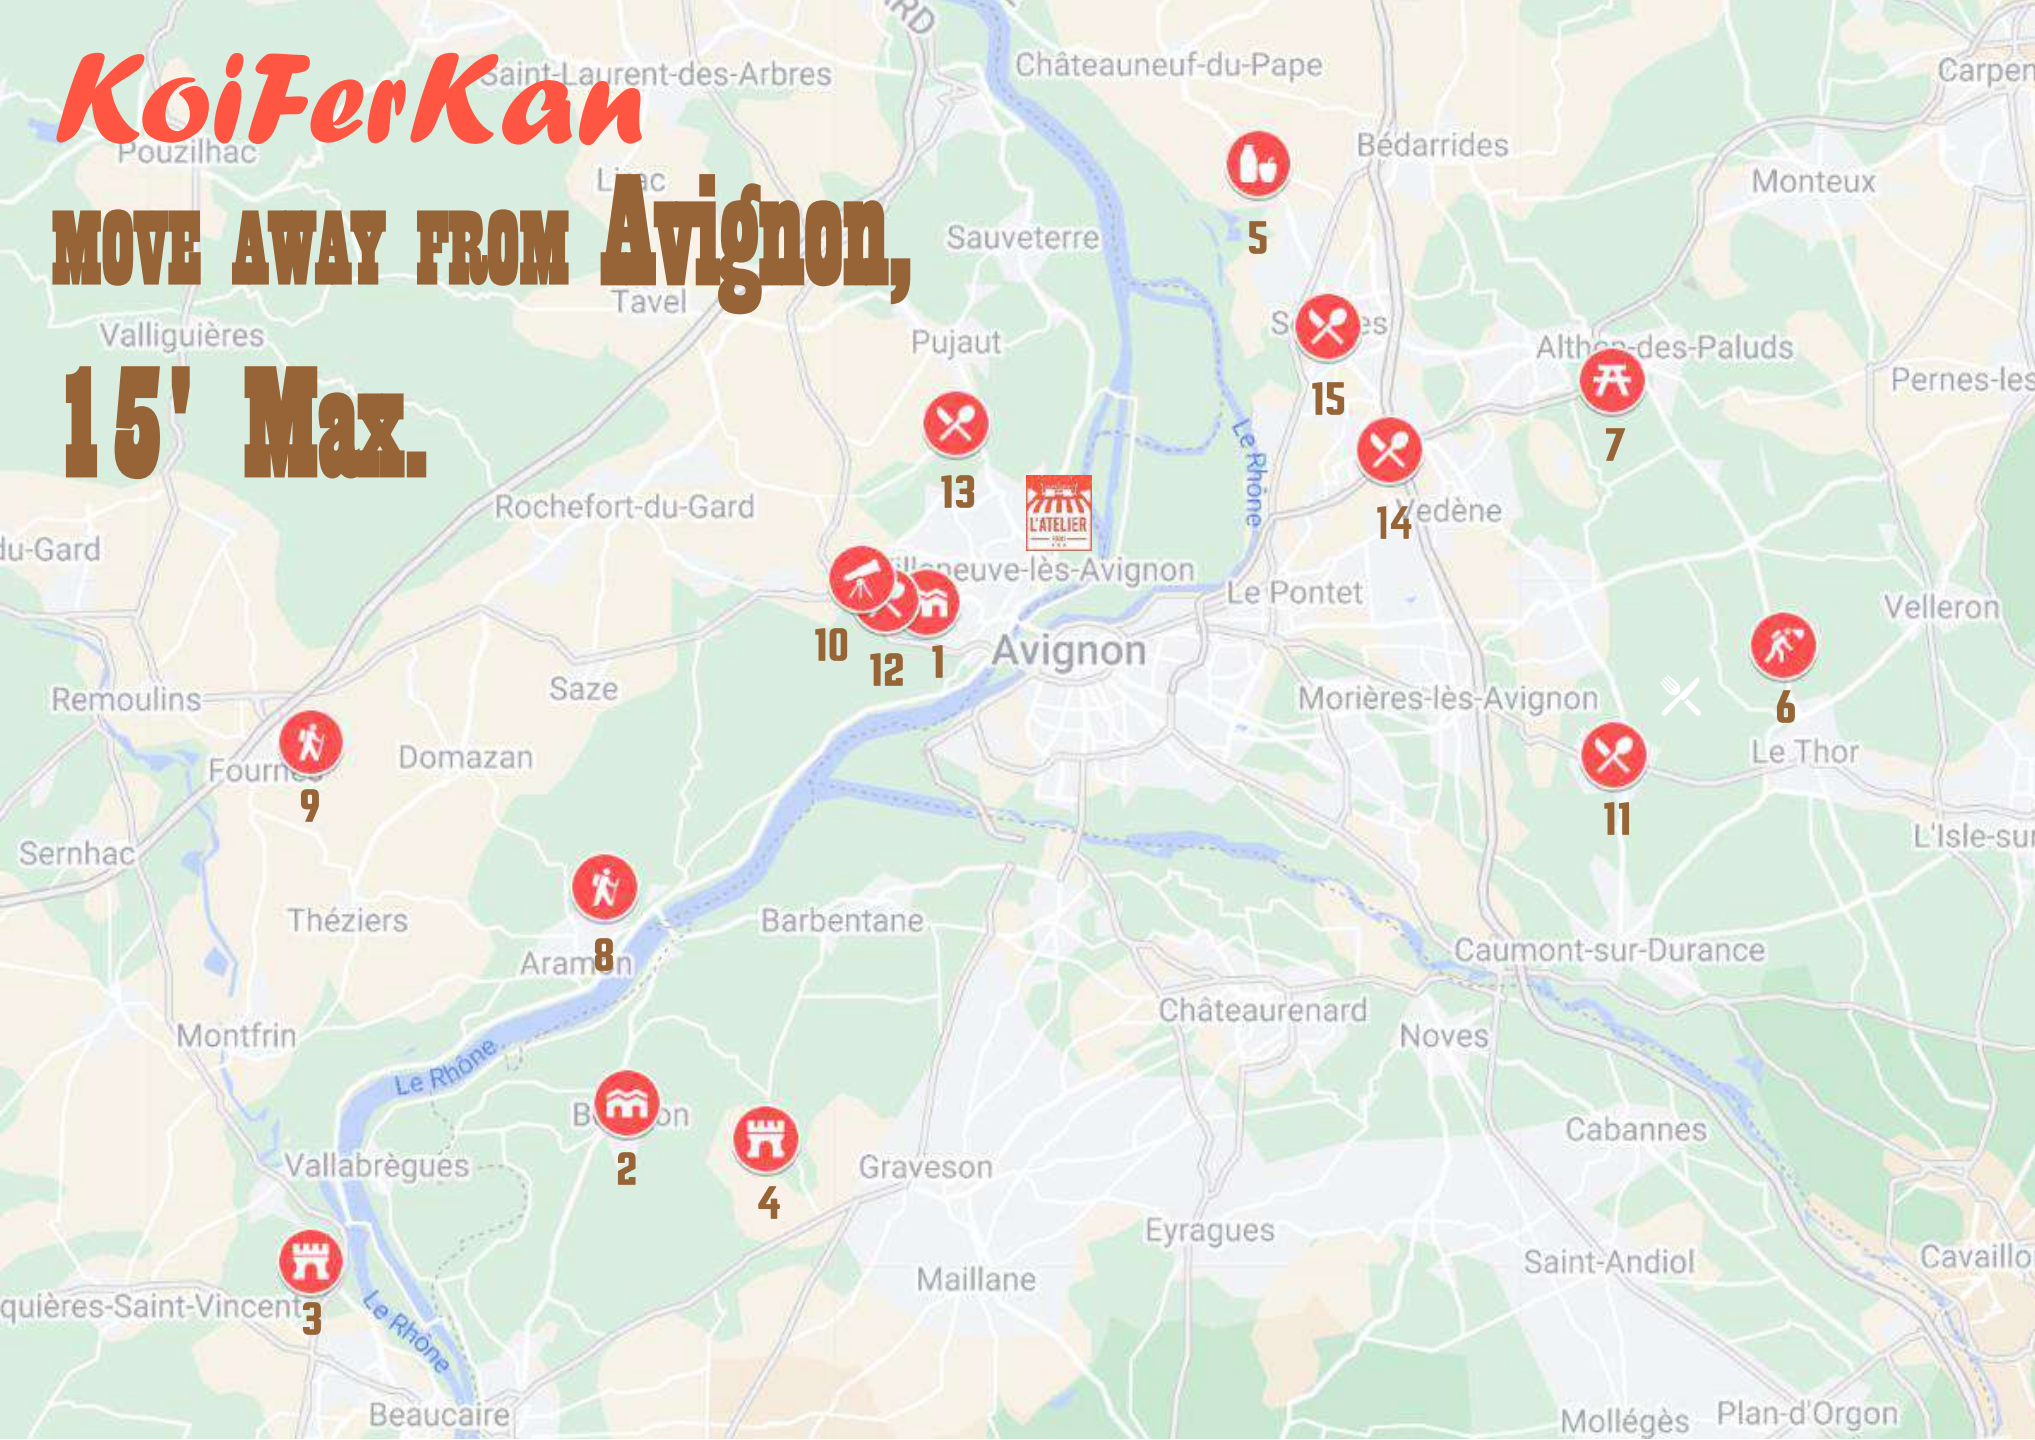 KoiFerKan
MOVE AWAY FROM Avignon,
15' Max.
ARD
Saint-Laurent-des-Arbres
Châteauneuf-du-Pape
Carpen
Pouzilhac
Bédarrides
Monteux
Sauveterre
5
Tavel
Valliguières
Pujaut
Pernes-les
15
7
13
Rochefort-du-Gard
L'ATELIER
Le Rhône
14
Vedène
du-Gard
Villeneuve-lès-Avignon
Le Pontet
Velleron
10
12
1
Avignon
Remoulins
Saze
Morières-lès-Avignon
6
Domazan
Le Thor
9
11
Sernhac
L'Isle-sur
Théziers
Barbentane
8
Aramon
Caumont-sur-Durance
Châteaurenard
Montfrin
Noves
Le Rhône
Cabannes
Vallabrègues
2
Graveson
4
Eyragues
Saint-Andiol
Cavaillo
Maillane
quières-Saint-Vincent
3
Le Rhône
Beaucaire
Mollégès
Plan-d'Orgon